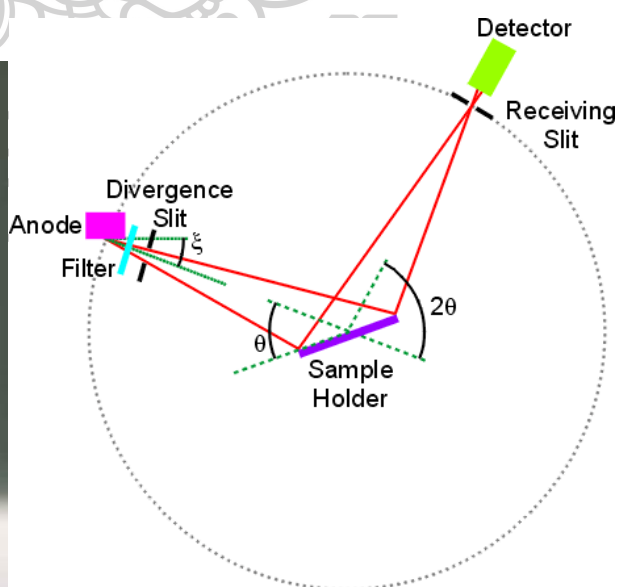 Detector
Receiving
Slit
Divergence
Slit
Anode
ξ
Filter
2θ
θ
Sample
Holder